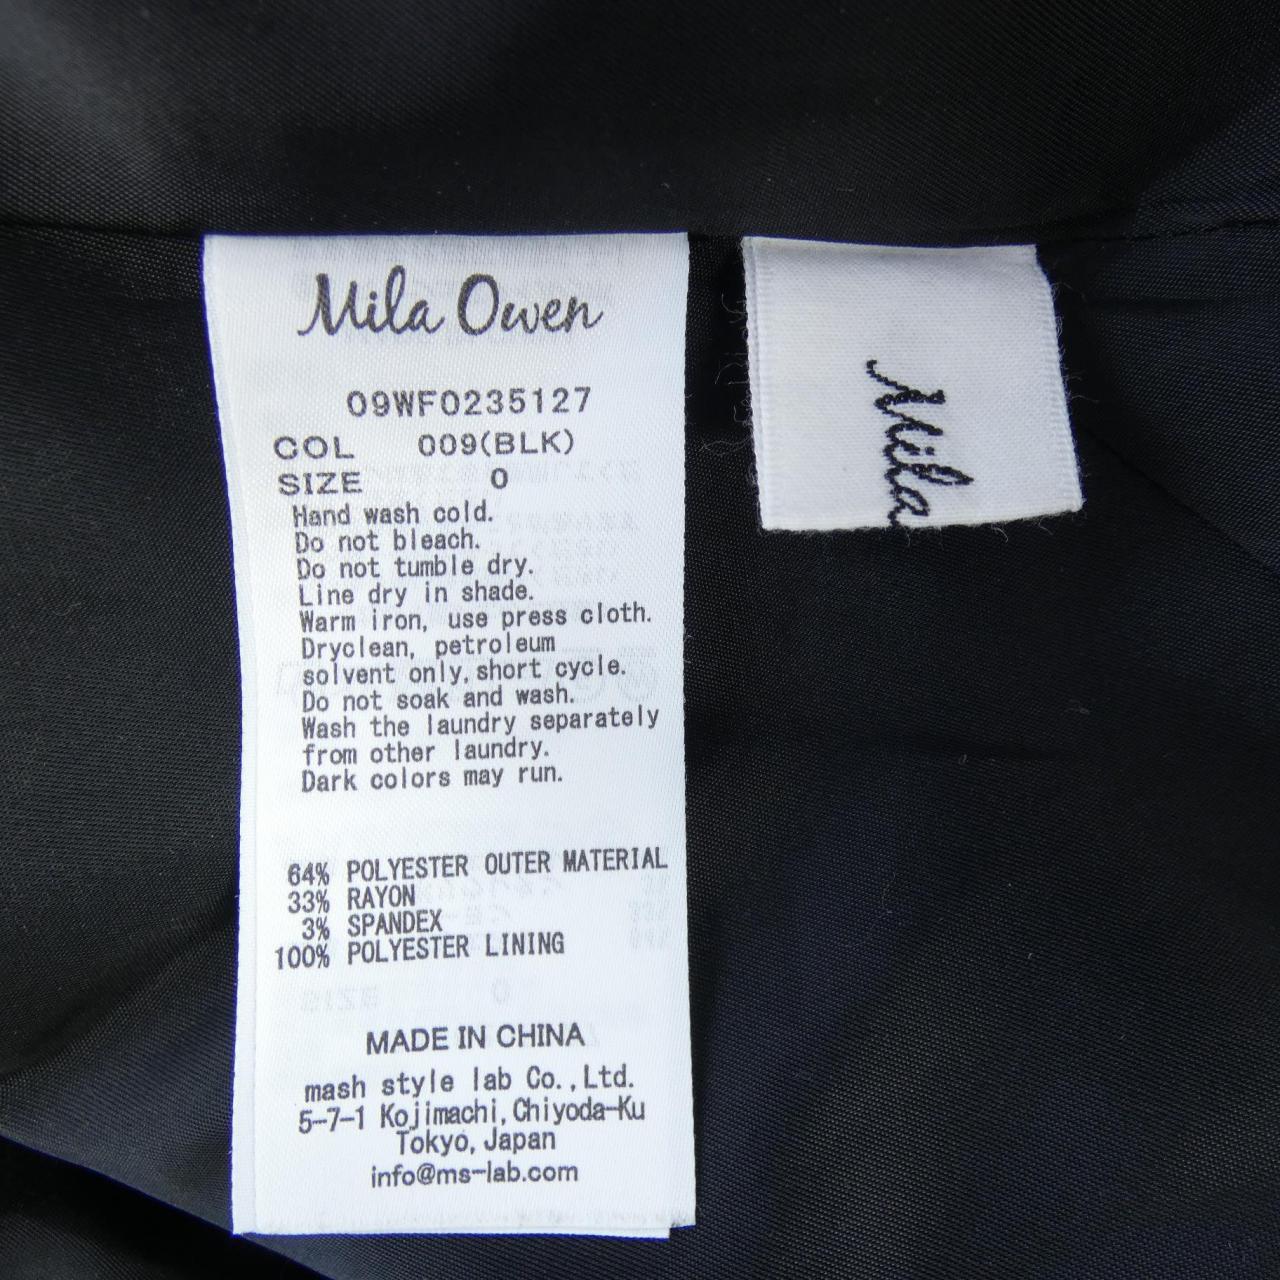 Mila Owen
09WF0235127
COL 009(BLK)
SIZE 0
Hand wash cold.
Do not bleach.
Do not tumble dry.
Line dry in shade.
Warm iron, use press cloth.
Dryclean, petroleum
solvent only, short cycle.
Do not soak and wash.
Wash the laundry separately
from other laundry.
Dark colors may run.
64% POLYESTER OUTER MATERIAL
33% RAYON
3% SPANDEX
100% POLYESTER LINING
MADE IN CHINA
mash style lab Co.,Ltd.
5-7-1 Kojimachi, Chiyoda-Ku
Tokyo, Japan
info@ms-lab.com
Mila